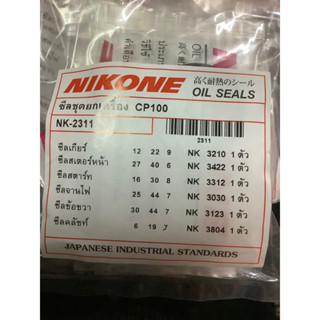 NIKONE
高く耐熱のシール
OIL SEALS
ซีลชุดยกเครื่อง CP100
NK-2311
2311
ซีลเกียร์ 12 22 9 NK 3210 1 ตัว
ซีลสเตอร์หน้า 27 40 6 NK 3422 1 ตัว
ซีลสตาร์ท 16 30 8 NK 3312 1 ตัว
ซีลจานไฟ 25 44 7 NK 3030 1 ตัว
ซีลข้อขวา 30 44 7 NK 3123 1 ตัว
ซีลคลัชท์ 6 19 7 NK 3804 1 ตัว
JAPANESE INDUSTRIAL STANDARDS